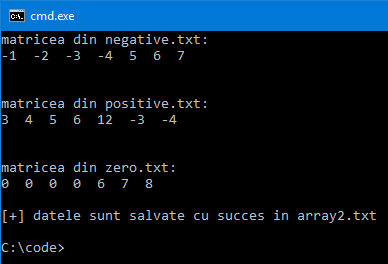 cmd.exe
matricea din negative.txt:
-1  -2  -3  -4  5  6  7
matricea din positive.txt:
3  4  5  6  12  -3  -4
matricea din zero.txt:
0  0  0  0  6  7  8
[+] datele sunt salvate cu succes in array2.txt
C:\code>